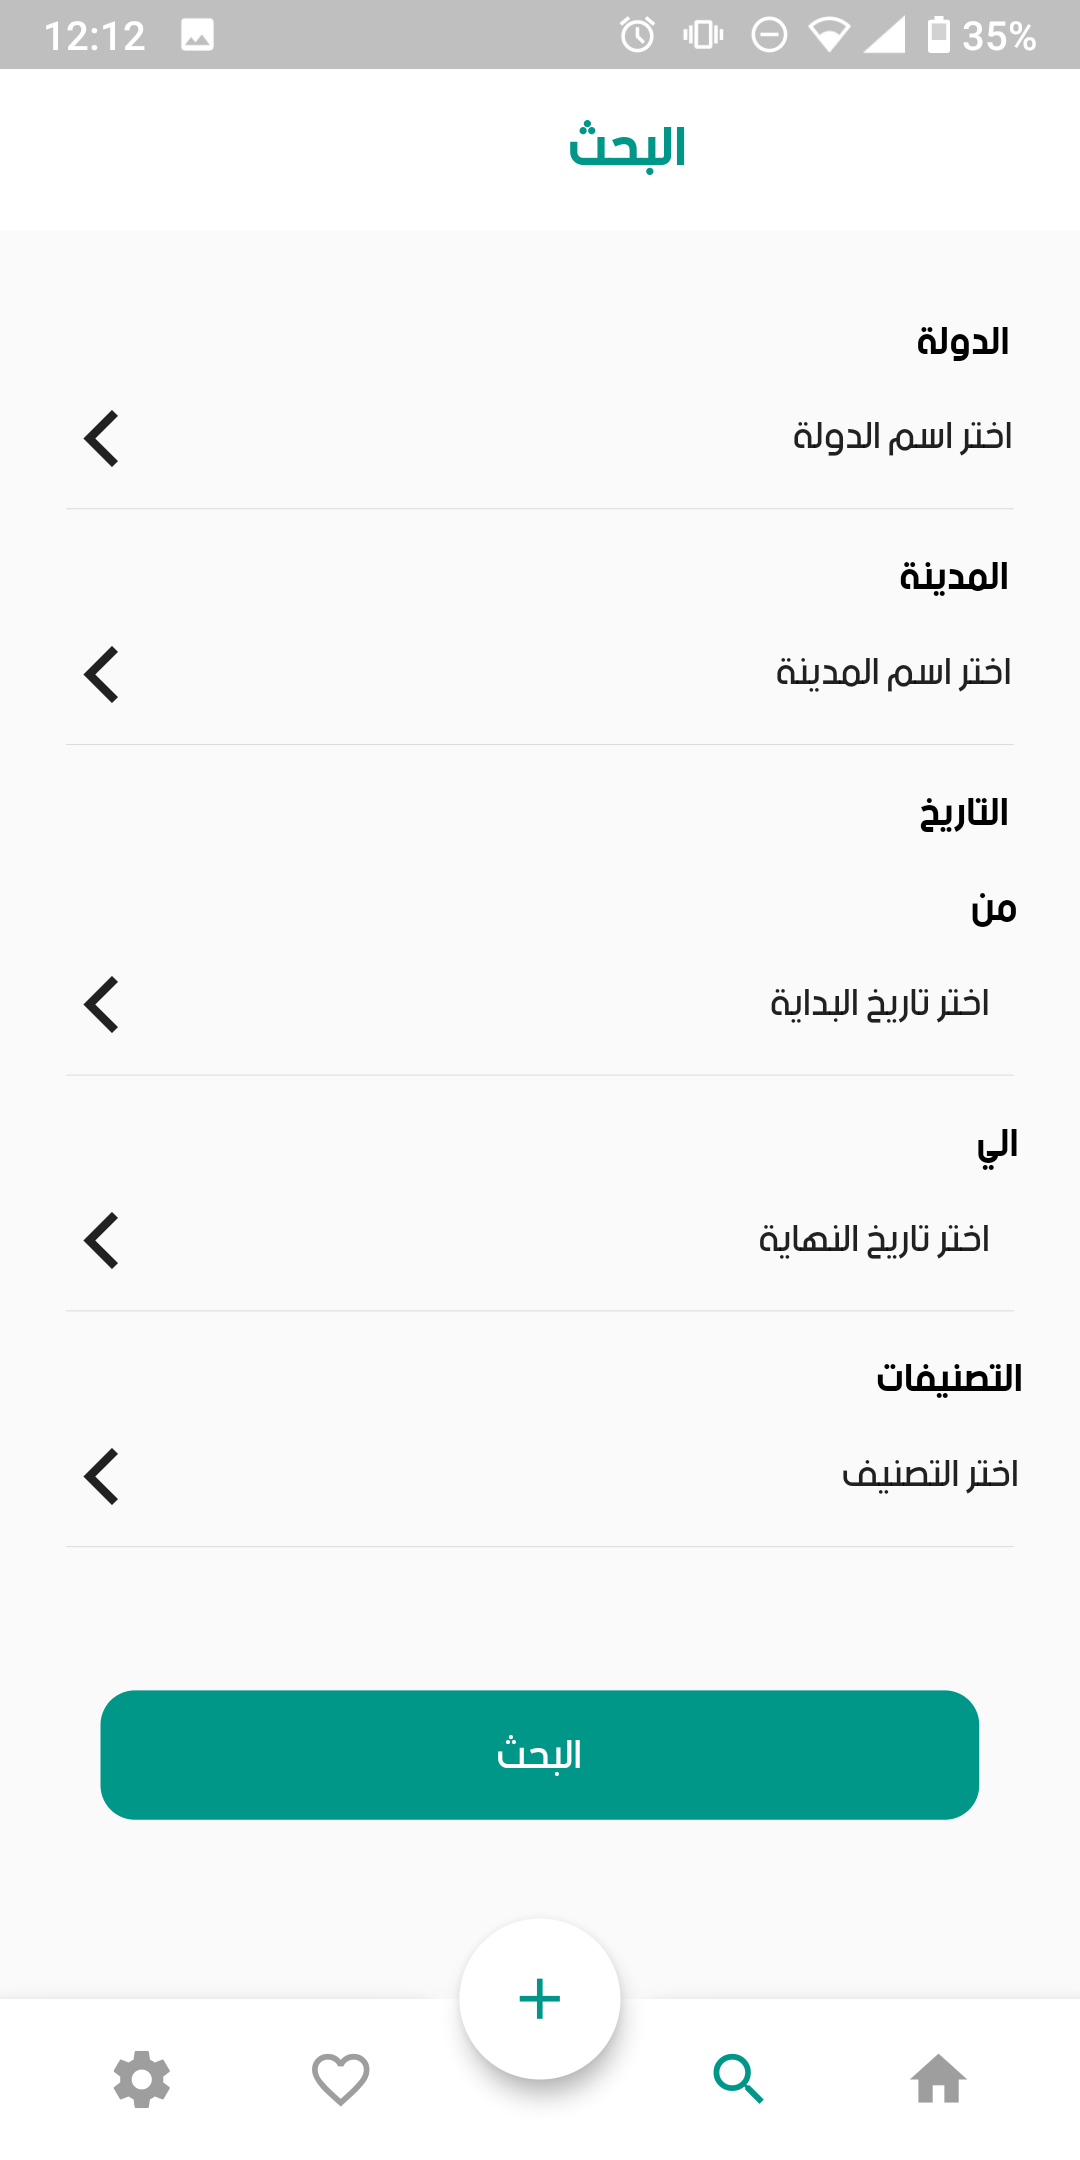 12:12 35%
البحث
الدولة
اختر اسم الدولة
المدينة
اختر اسم المدينة
التاريخ
من
اختر تاريخ البداية
الي
اختر تاريخ النهاية
التصنيفات
اختر التصنيف
البحث